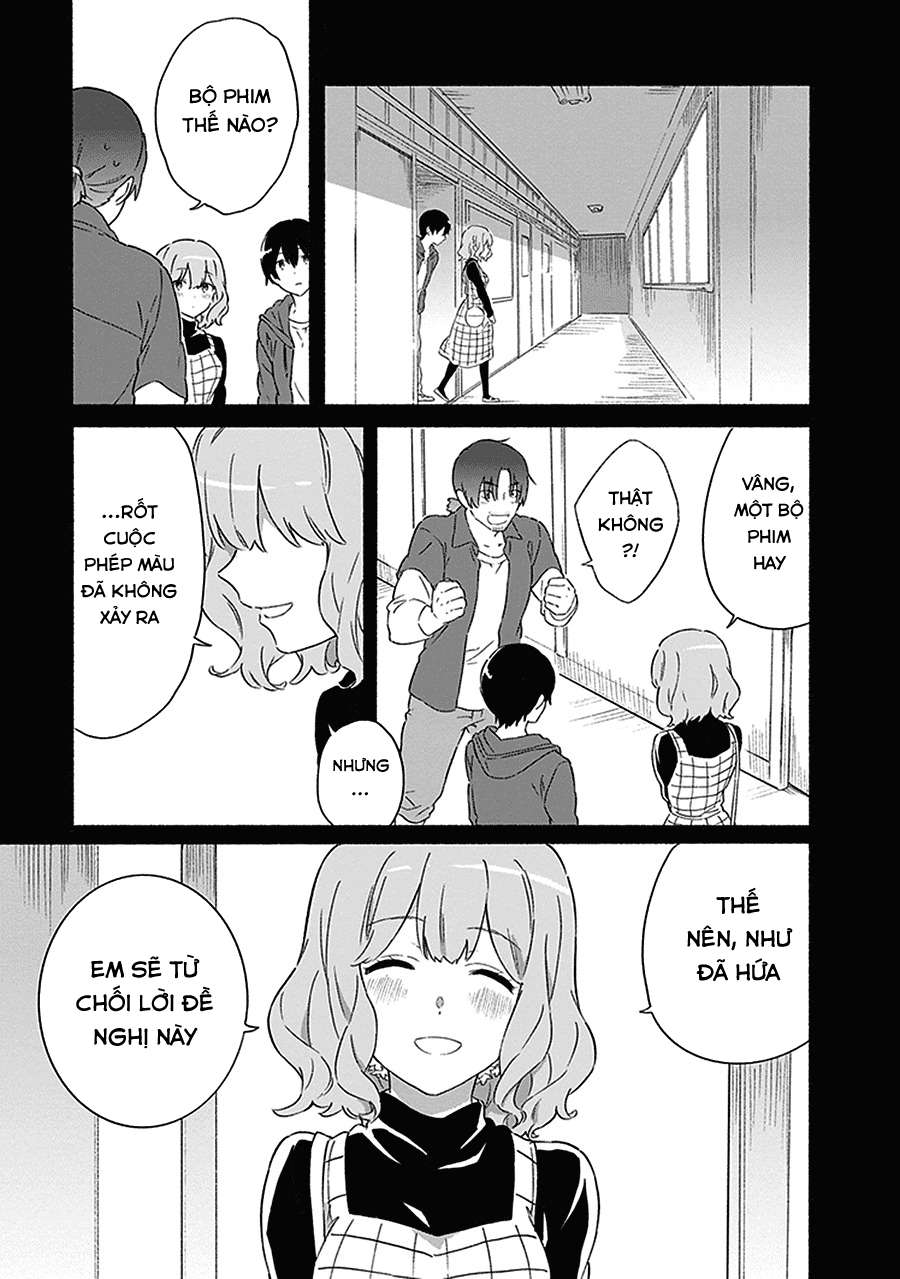 BỘ PHIM
THẾ NÀO?
VÂNG,
MỘT BỘ
PHIM
HAY
THẬT
KHÔNG
?!
NHƯNG
...
...RỐT
CUỘC
PHÉP MÀU
ĐÃ KHÔNG
XẢY RA
THẾ
NÊN, NHƯ
ĐÃ HỨA
EM SẼ TỪ
CHỐI LỜI ĐỀ
NGHỊ NÀY